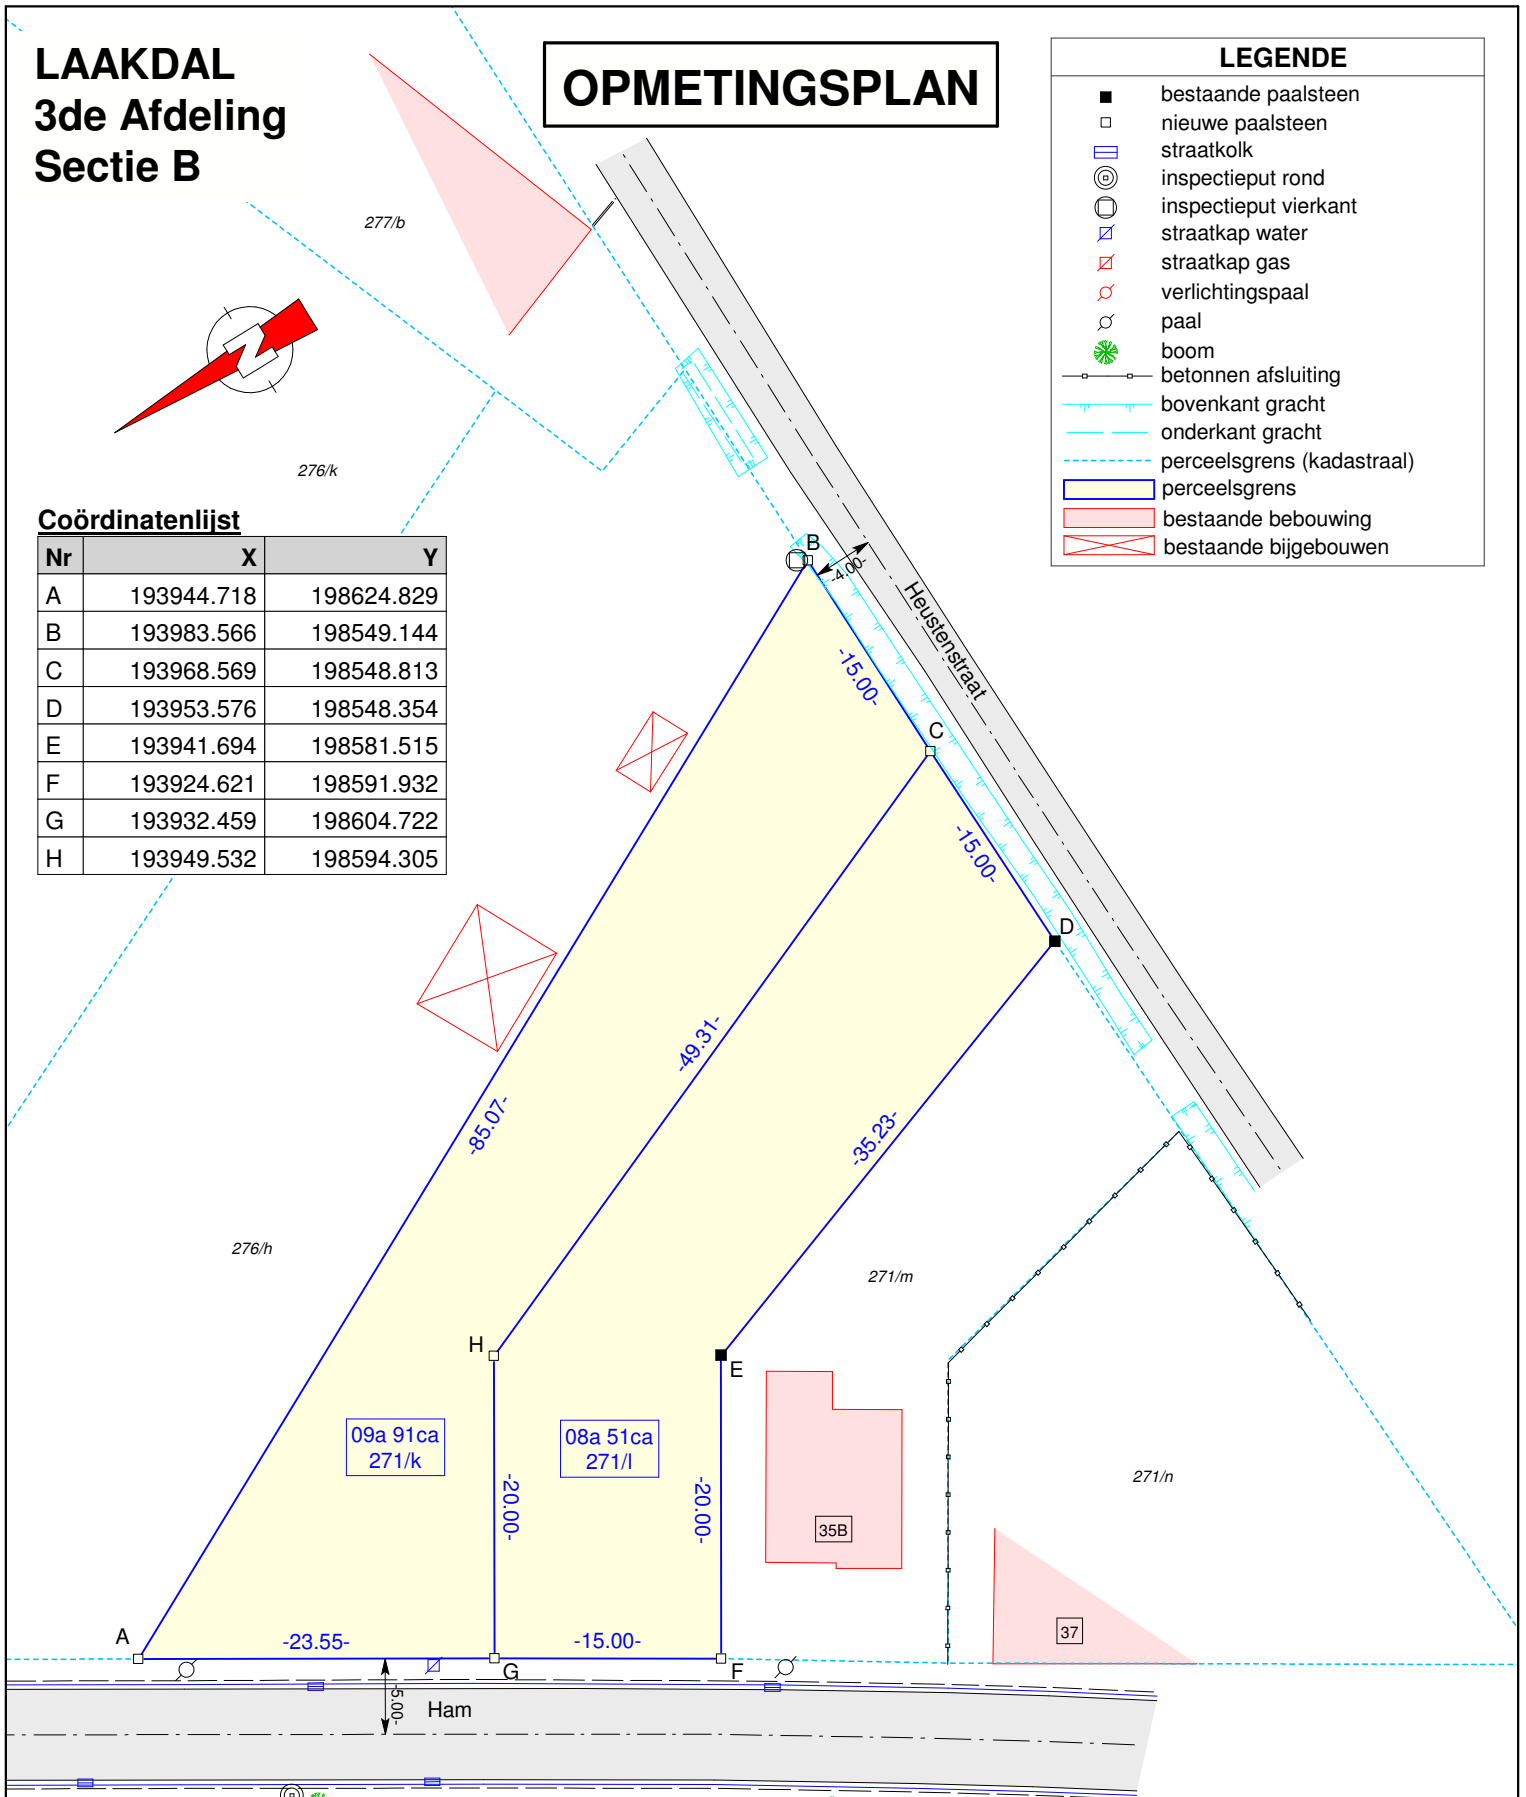 LAAKDAL
3de Afdeling
Sectie B
OPMETINGSPLAN
LEGENDE
bestaande paalsteen
nieuwe paalsteen
straatkolk
inspectieput rond
inspectieput vierkant
straatkap water
straatkap gas
verlichtingspaal
paal
boom
betonnen afsluiting
bovenkant gracht
onderkant gracht
perceelsgrens (kadastraal)
perceelsgrens
bestaande bebouwing
bestaande bijgebouwen
277/b
N
276/k
Coördinatenlijst
Nr X Y
A 193944.718 198624.829
B 193983.566 198549.144
C 193968.569 198548.813
D 193953.576 198548.354
E 193941.694 198581.515
F 193924.621 198591.932
G 193932.459 198604.722
H 193949.532 198594.305
B
-4.00-
Heustenstraat
-15.00-
C
-15.00-
D
-49.31-
-85.07-
-35.23-
276/h
271/m
H
E
09a 91ca
271/k
08a 51ca
271/l
-20.00-
-20.00-
35B
271/n
37
A
-23.55-
-15.00-
G
F
-5.00-
Ham